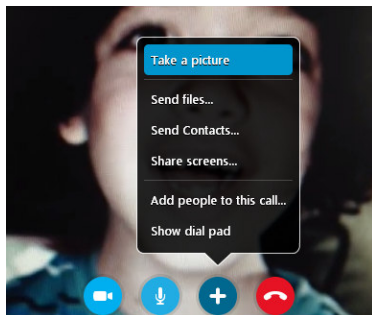 Take a picture
Send files...
Send Contacts...
Share screens...
Add people to this call...
Show dial pad